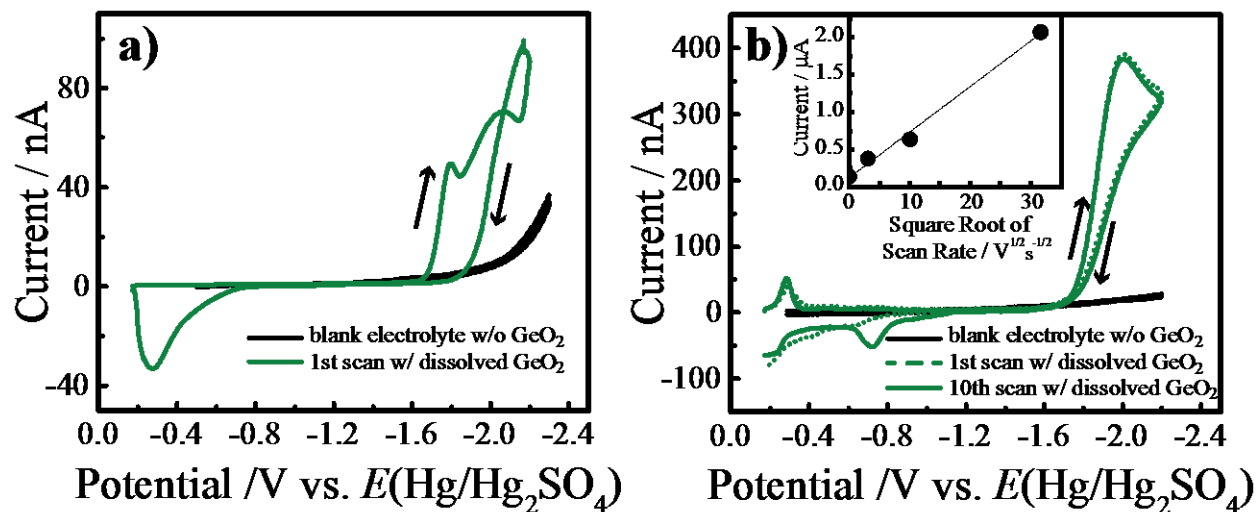 a)
80
40
0
-40
Current / nA
blank electrolyte w/o GeO₂
1st scan w/ dissolved GeO₂
0.0 -0.4 -0.8 -1.2 -1.6 -2.0 -2.4
Potential /V vs. E(Hg/Hg₂SO₄)
b)
400
300
200
100
0
-100
Current / nA
2.0
1.5
1.0
0.5
0.0
Current / μA
0 10 20 30
Square Root of
Scan Rate / V^1/2 s^-1/2
blank electrolyte w/o GeO₂
1st scan w/ dissolved GeO₂
10th scan w/ dissolved GeO₂
0.0 -0.4 -0.8 -1.2 -1.6 -2.0 -2.4
Potential /V vs. E(Hg/Hg₂SO₄)